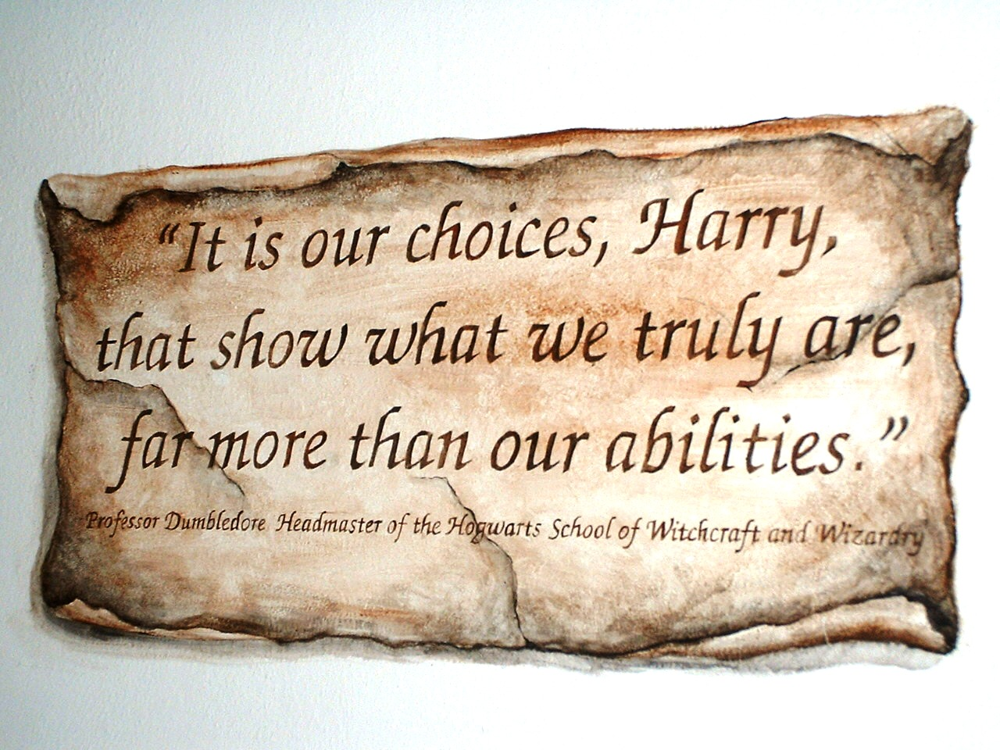 “It is our choices, Harry,
that show what we truly are,
far more than our abilities.”
Professor Dumbledore Headmaster of the Hogwarts School of Witchcraft and Wizardry